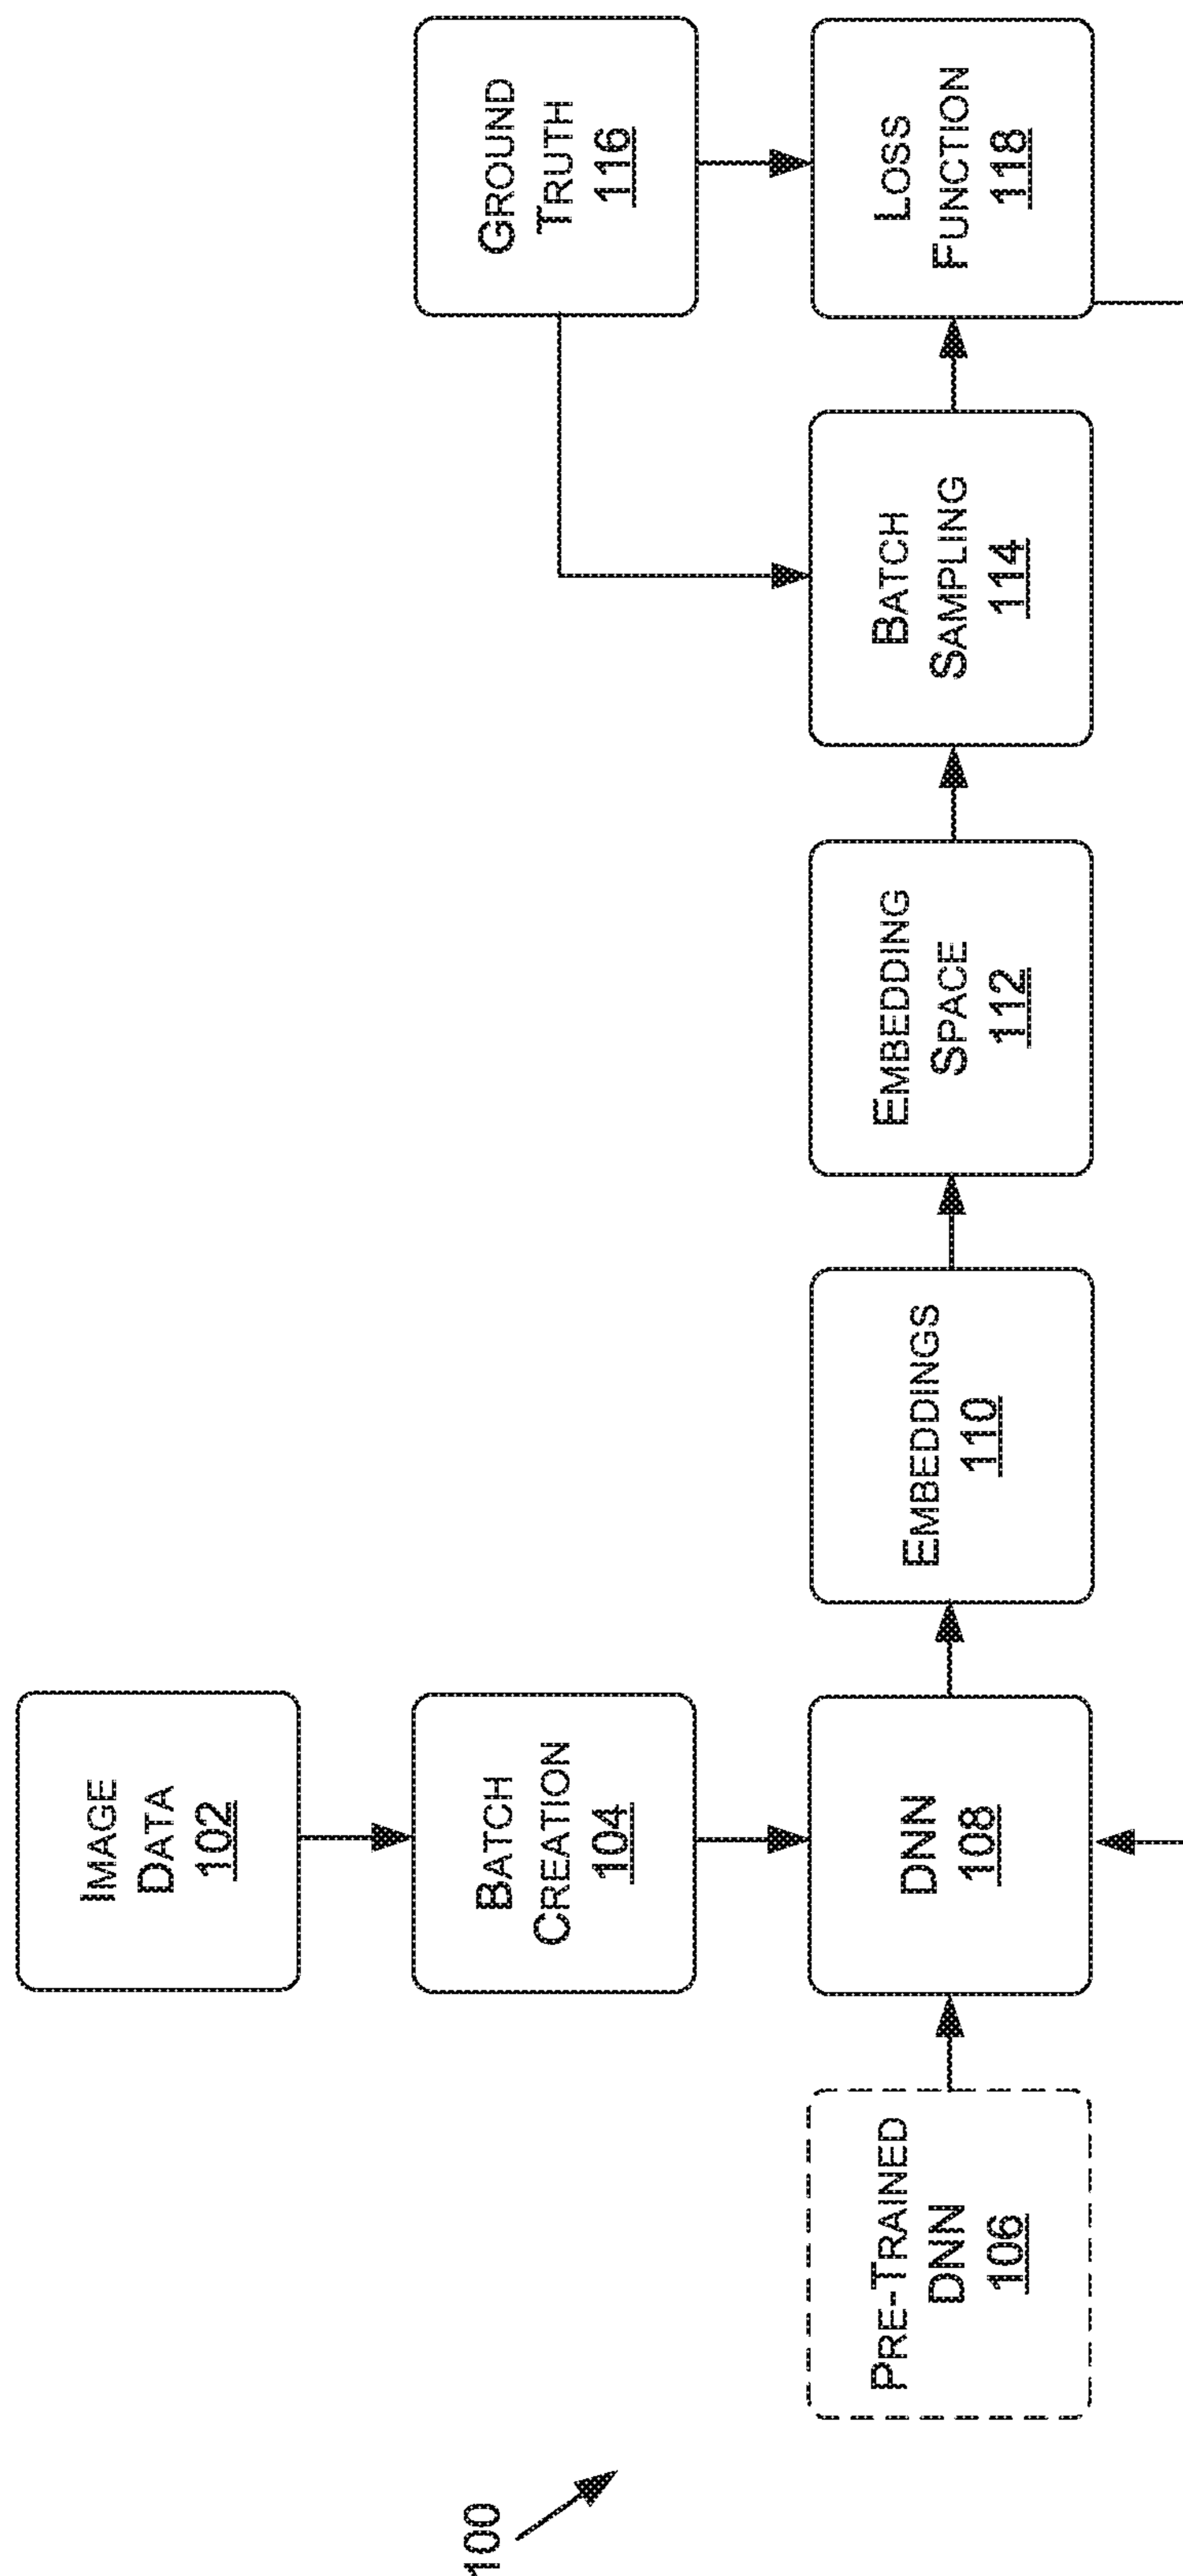 IMAGE
DATA
102
BATCH
CREATION
104
GROUND
TRUTH
116
PRE-TRAINED
DNN
106
DNN
108
EMBEDDINGS
110
EMBEDDING
SPACE
112
BATCH
SAMPLING
114
LOSS
FUNCTION
118
100